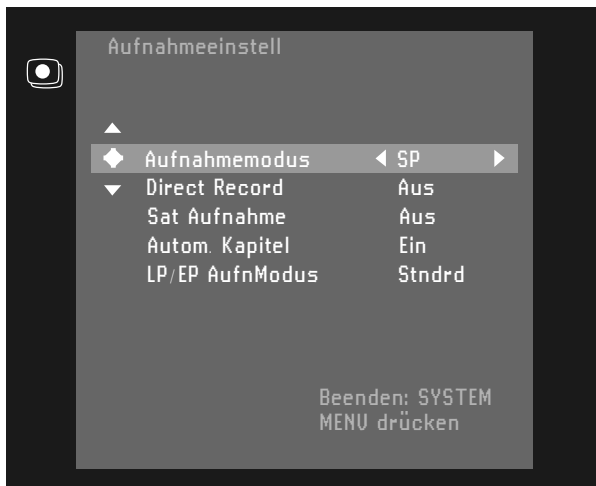 Aufnahmeeinstell
Aufnahmemodus SP
Direct Record Aus
Sat Aufnahme Aus
Autom. Kapitel Ein
LP/EP AufnModus Stndrd
Beenden: SYSTEM
MENU drücken